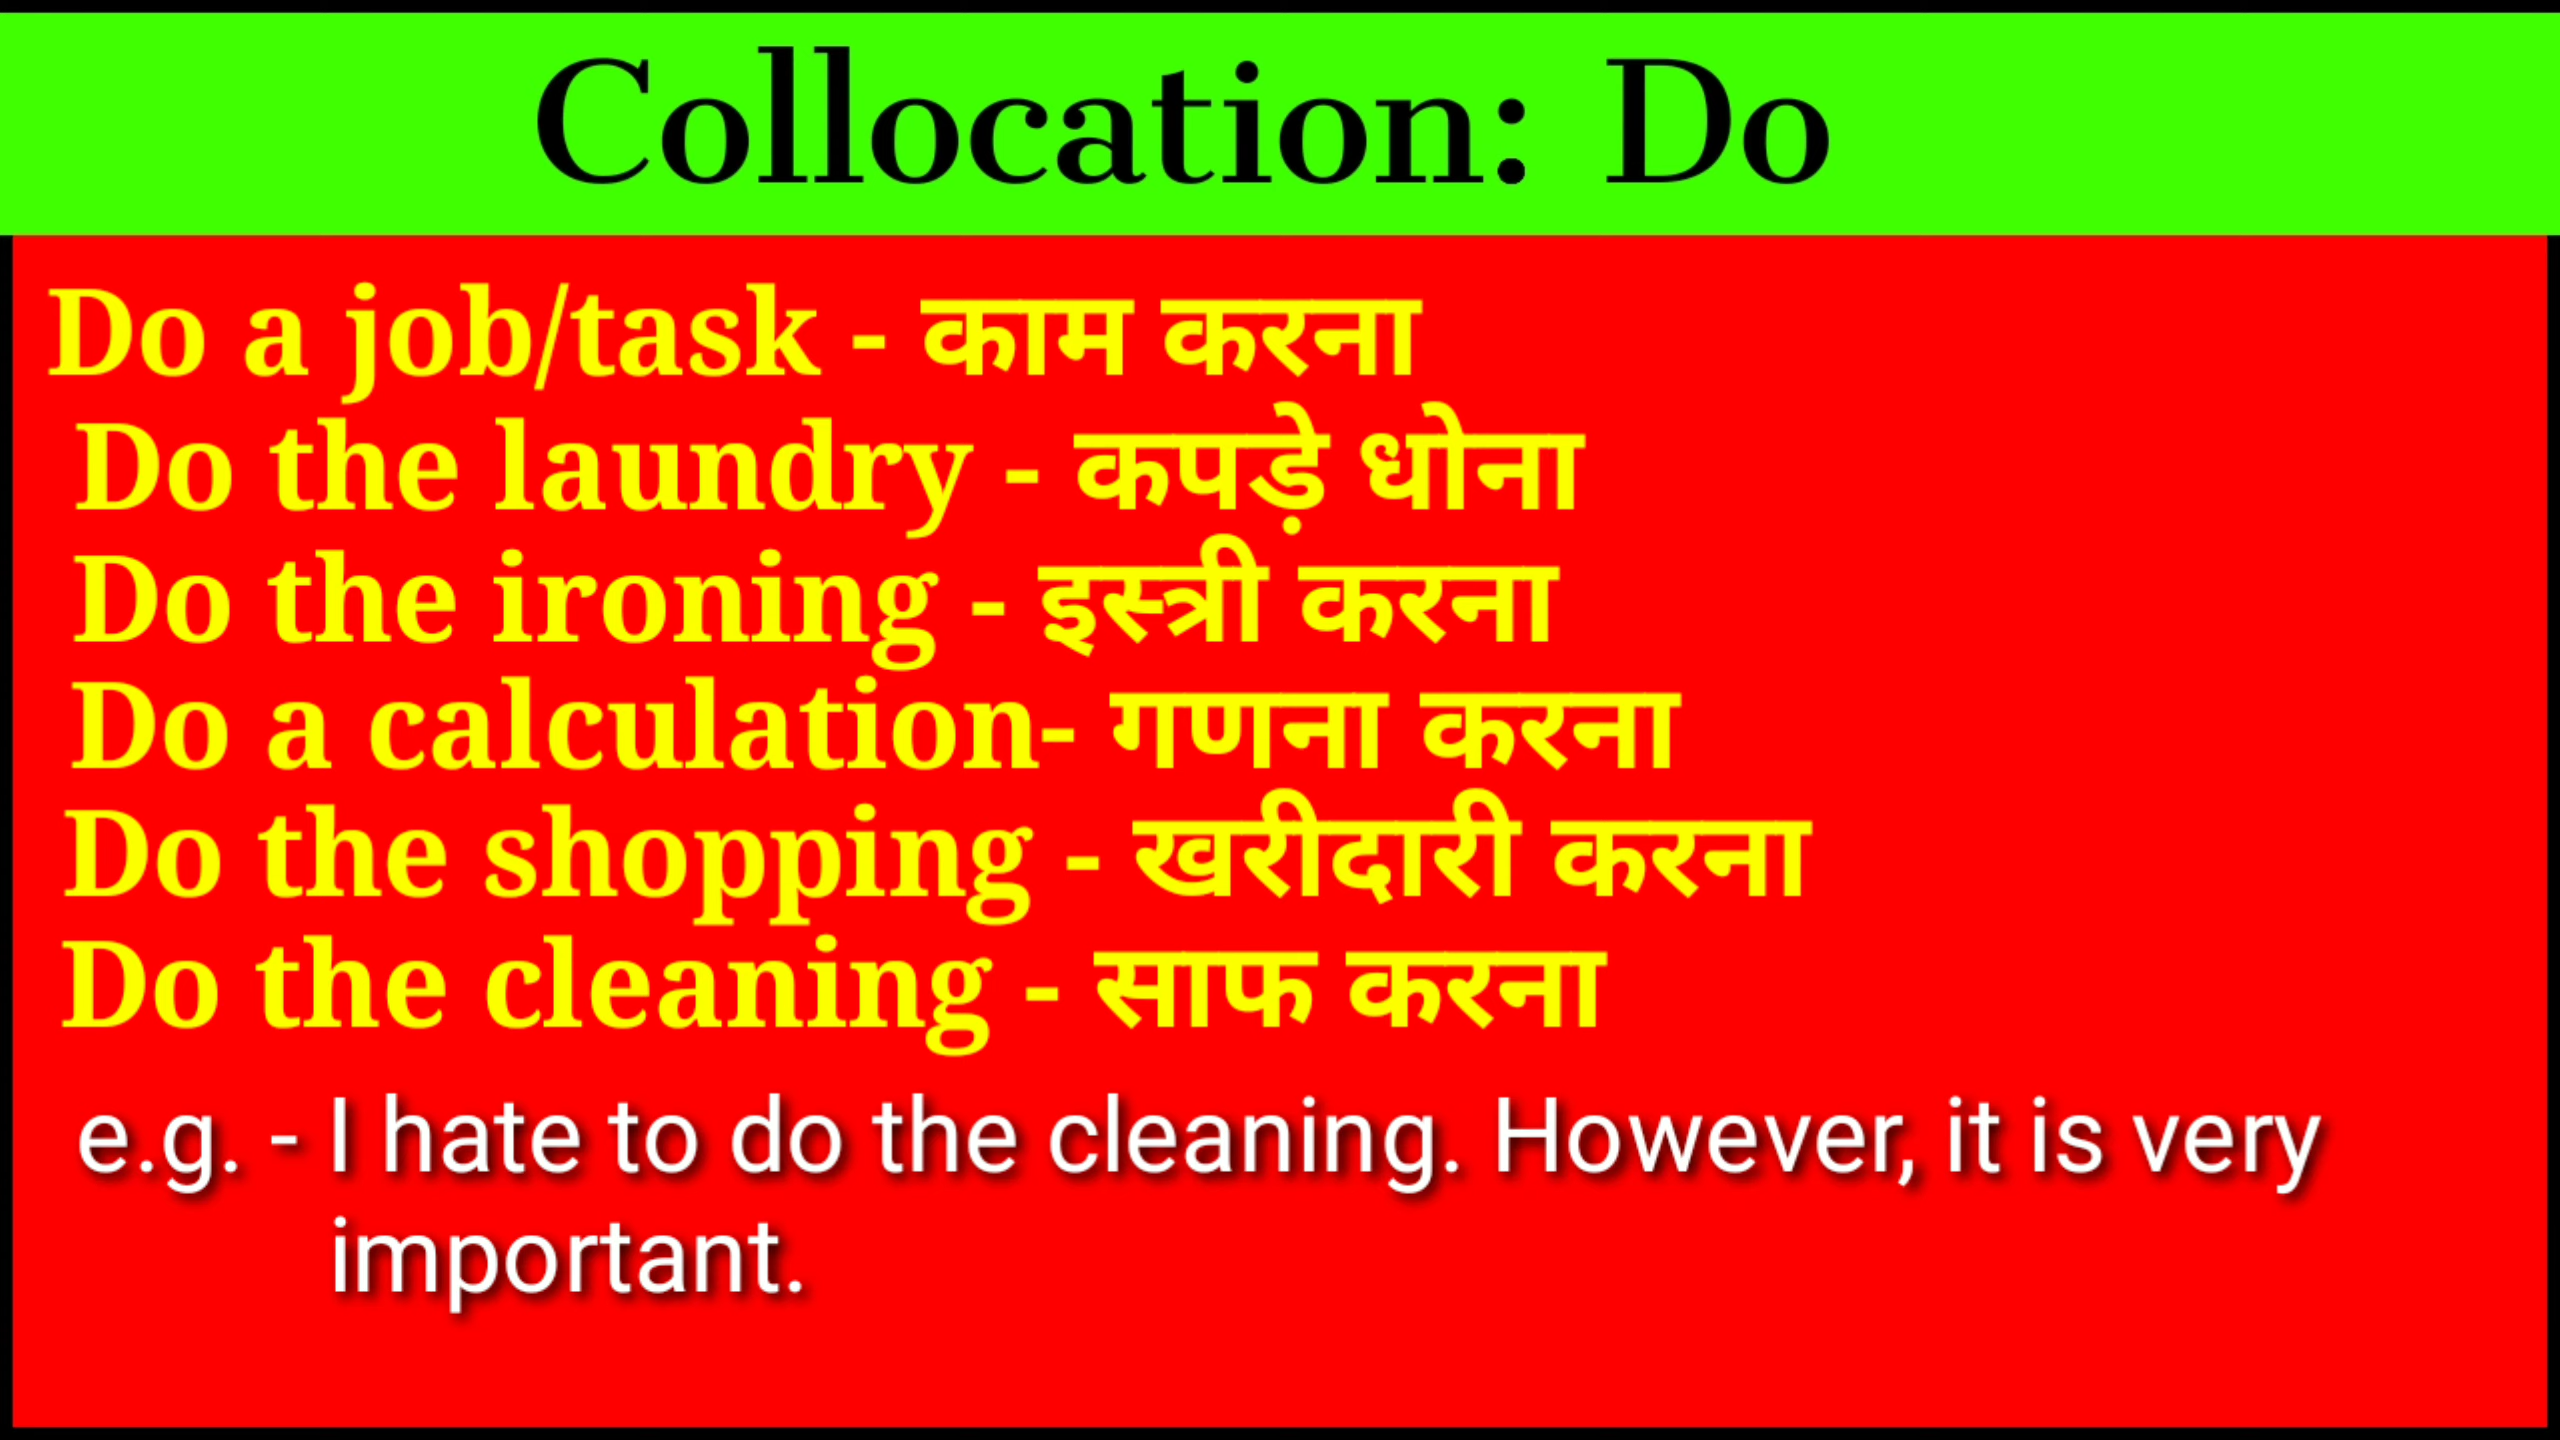 Collocation: Do
Do a job/task - काम करना
Do the laundry - कपड़े धोना
Do the ironing - इस्त्री करना
Do a calculation- गणना करना
Do the shopping - खरीदारी करना
Do the cleaning - साफ करना
e.g. - I hate to do the cleaning. However, it is very
important.